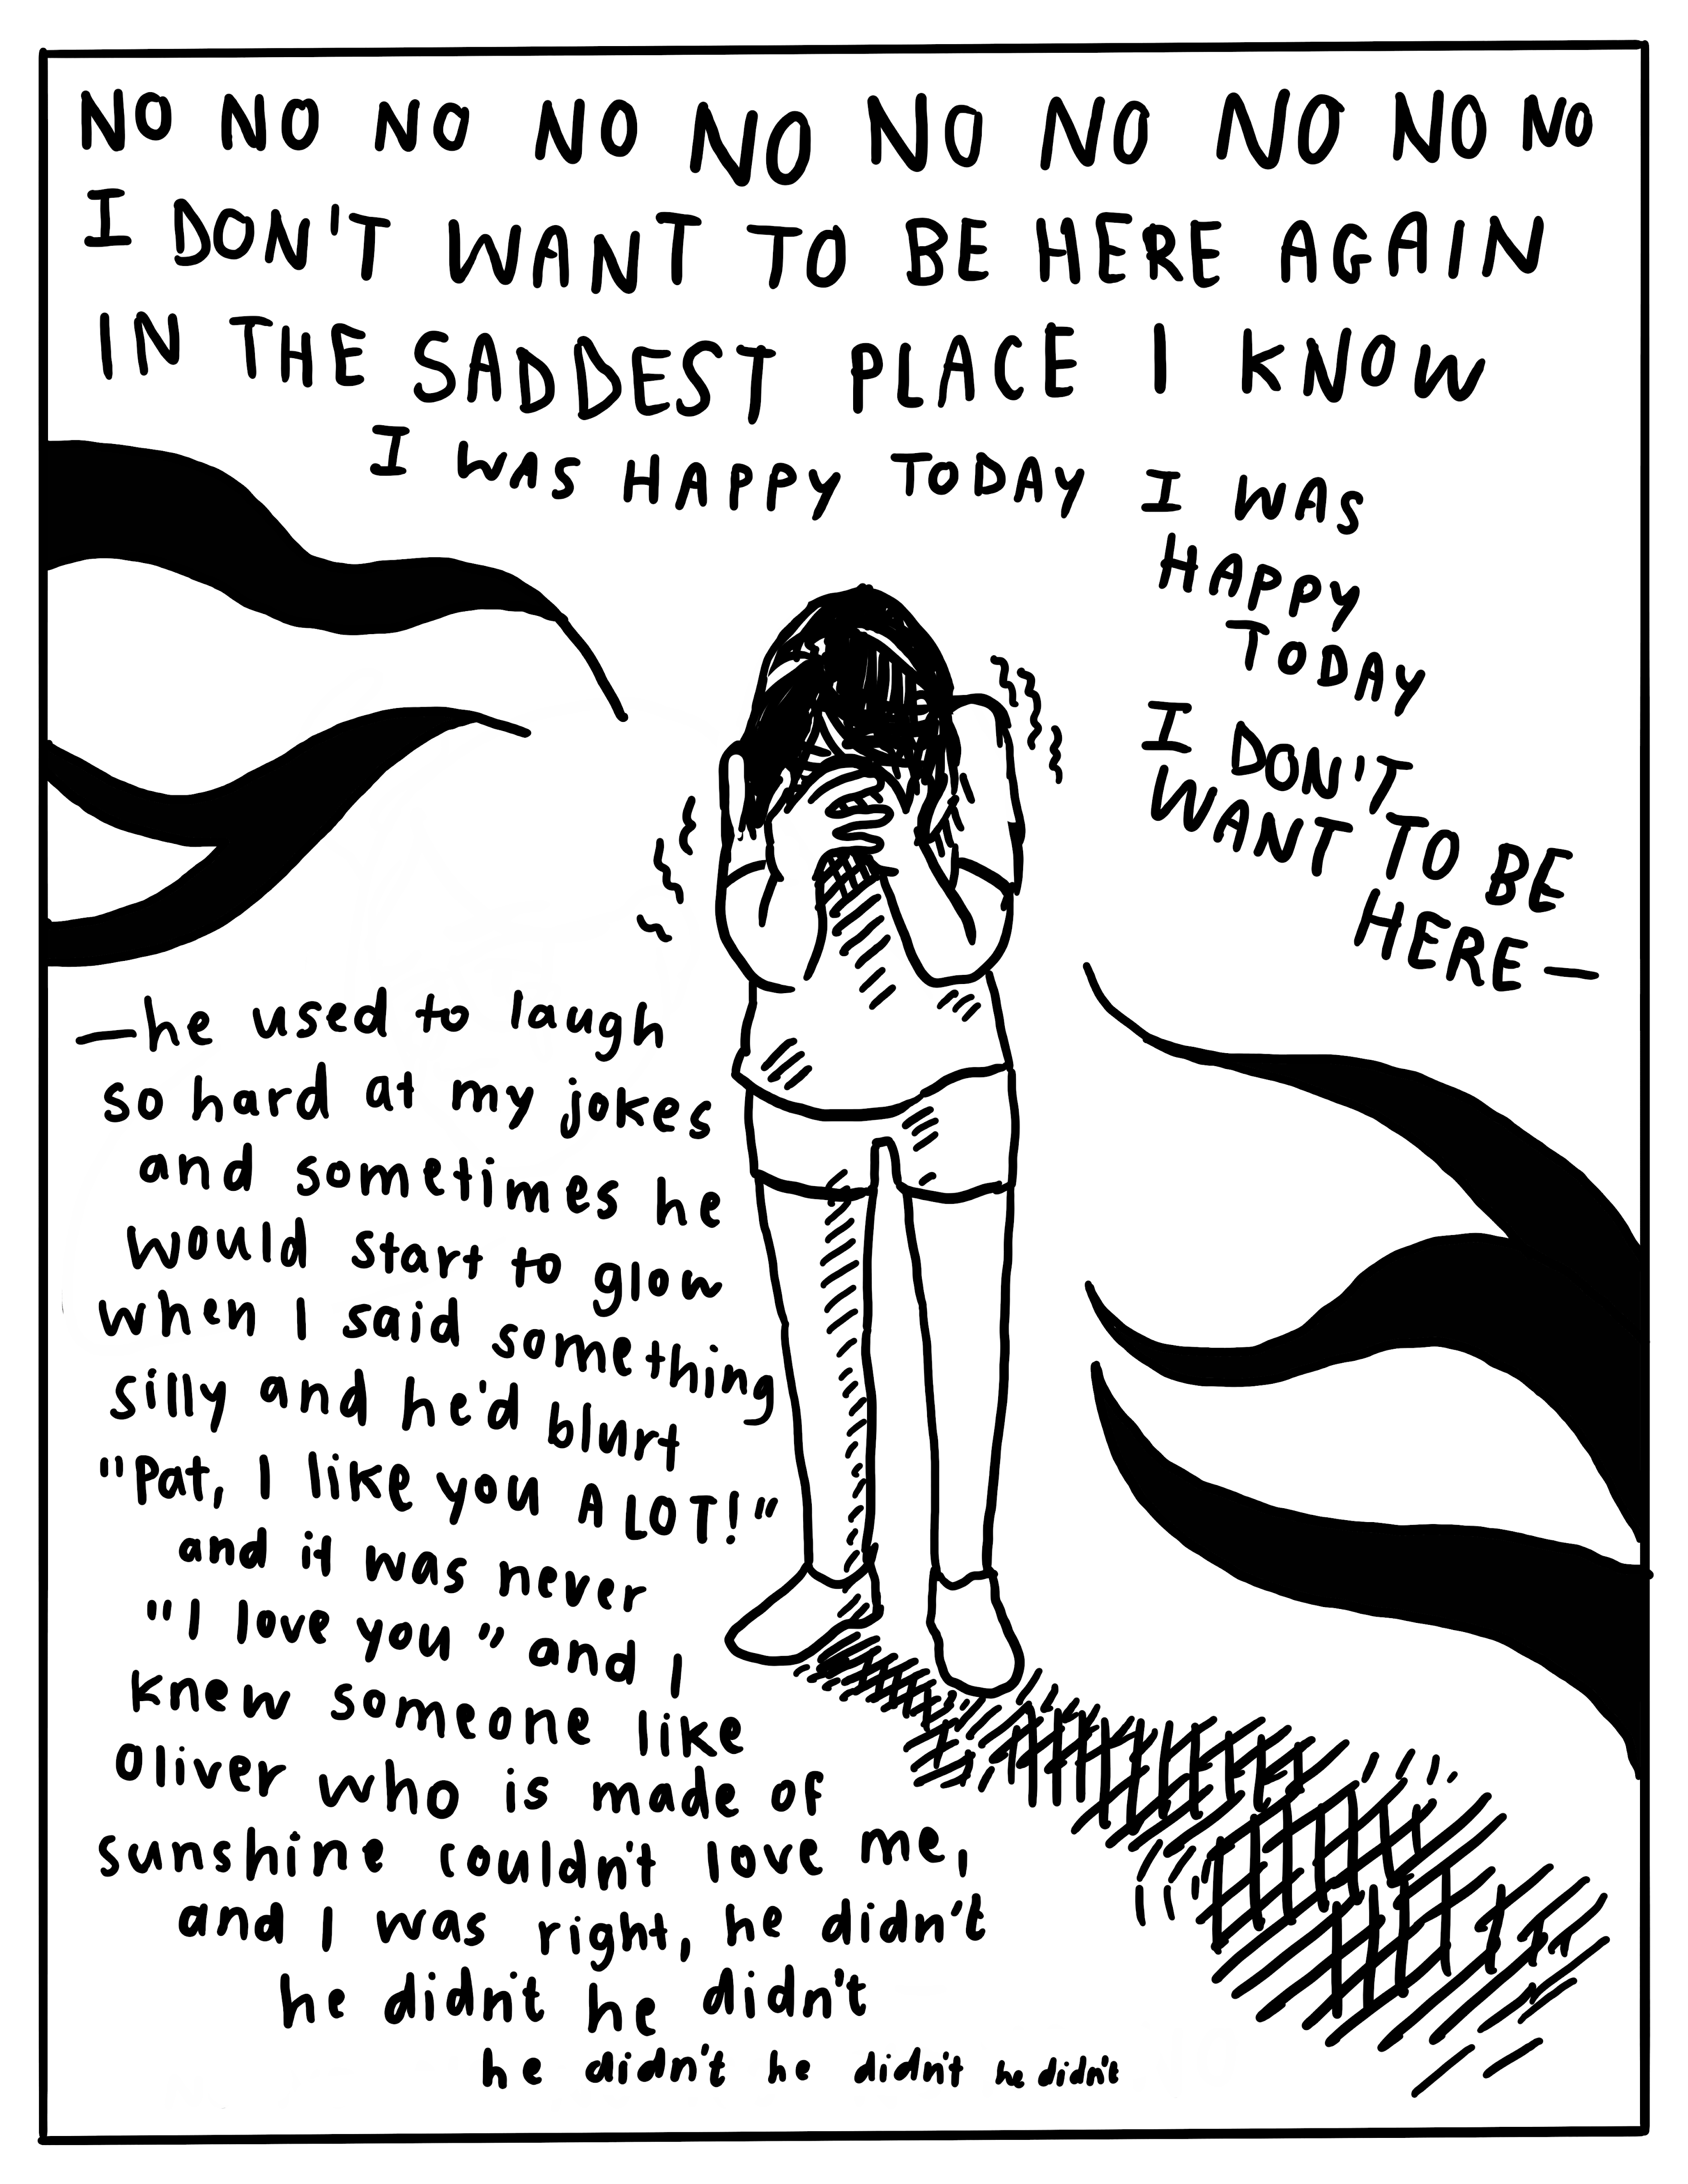 NO NO NO NO NO NO NO NO NO NO
I DON'T WANT TO BE HERE AGAIN
IN THE SADDEST PLACE I KNOW
I WAS HAPPY TODAY
I WAS
HAPPY
TODAY
I DON'T
WANT TO BE
HERE—
—he used to laugh
so hard at my jokes
and sometimes he
would start to glow
when I said something
silly and he'd blurt
"Pat, I like you A LOT!"
and it was never
"I love you" and I
knew someone like
Oliver who is made of
sunshine couldn't love me,
and I was right, he didn't
he didn't he didn't
he didn't he didn't he didn't